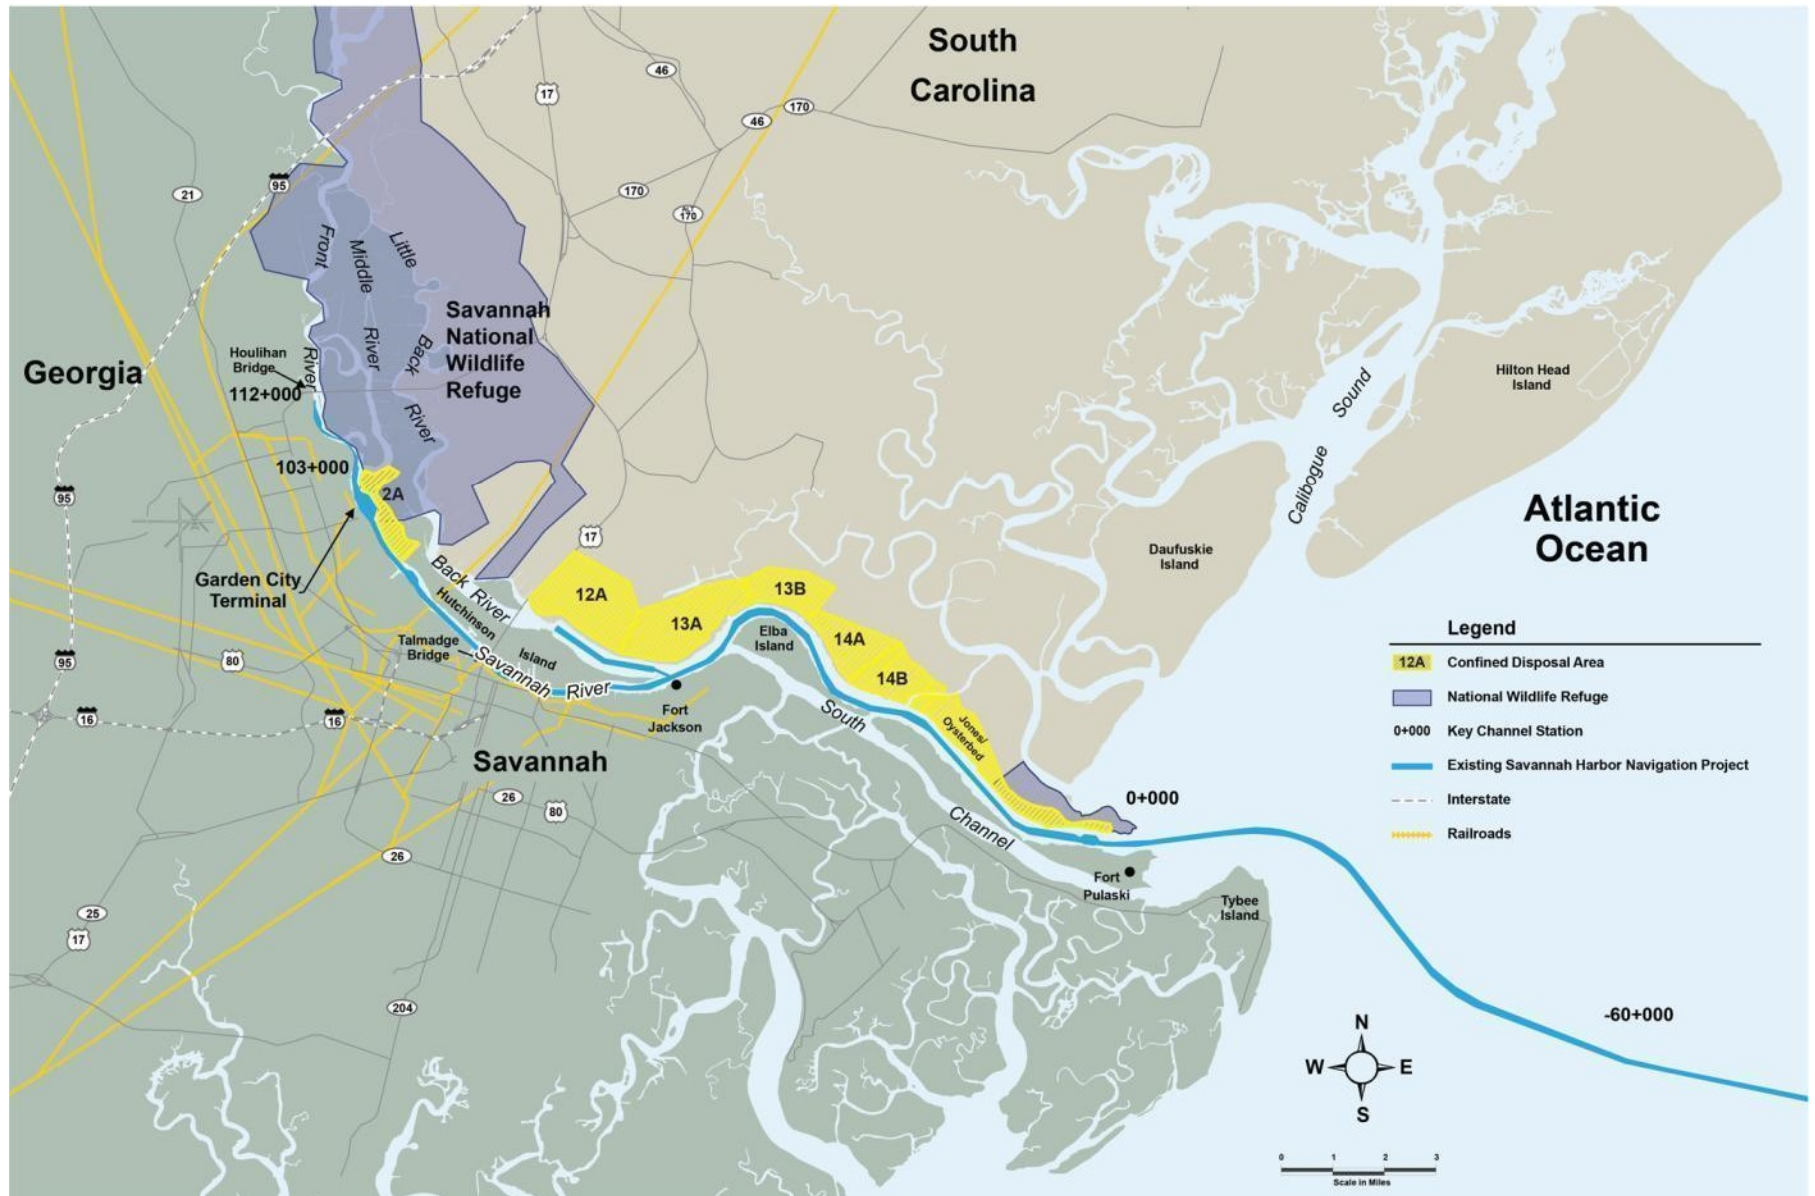 South
Carolina
46
17
170
46
95
21
170
170
Front
Middle
Little
Savannah
National
Wildlife
Refuge
River
Back
River
River
Houlihan
Bridge
112+000
Georgia
Hilton Head
Island
Calibogue Sound
103+000
2A
95
Atlantic
Ocean
17
Daufuskie
Island
Garden City
Terminal
Back River
12A
13B
13A
Hutchinson
Island
Elba
Island
14A
14B
Talmadge
Bridge
80
95
Savannah River
Fort
Jackson
16
16
South
Channel
Jones/
Oysterbed
Savannah
26
80
0+000
26
Fort
Pulaski
Tybee
Island
25
17
204
-60+000
Legend
12A Confined Disposal Area
National Wildlife Refuge
0+000 Key Channel Station
Existing Savannah Harbor Navigation Project
Interstate
Railroads
N
W E
S
0 1 2 3
Scale in Miles